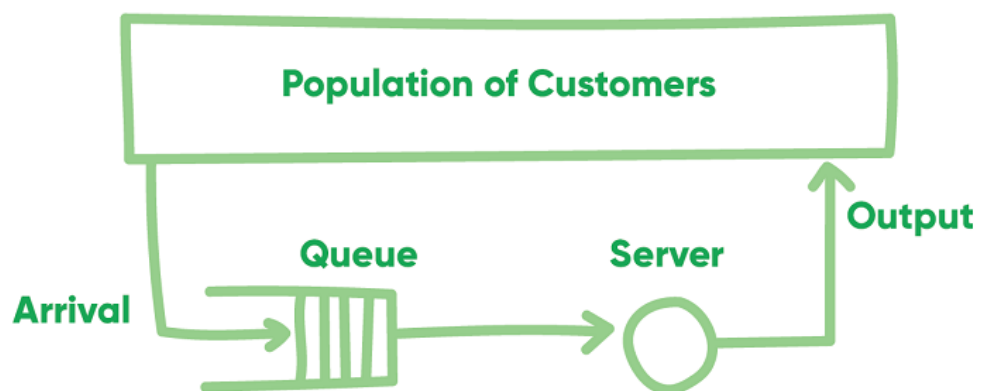 Population of Customers
Queue
Server
Output
Arrival